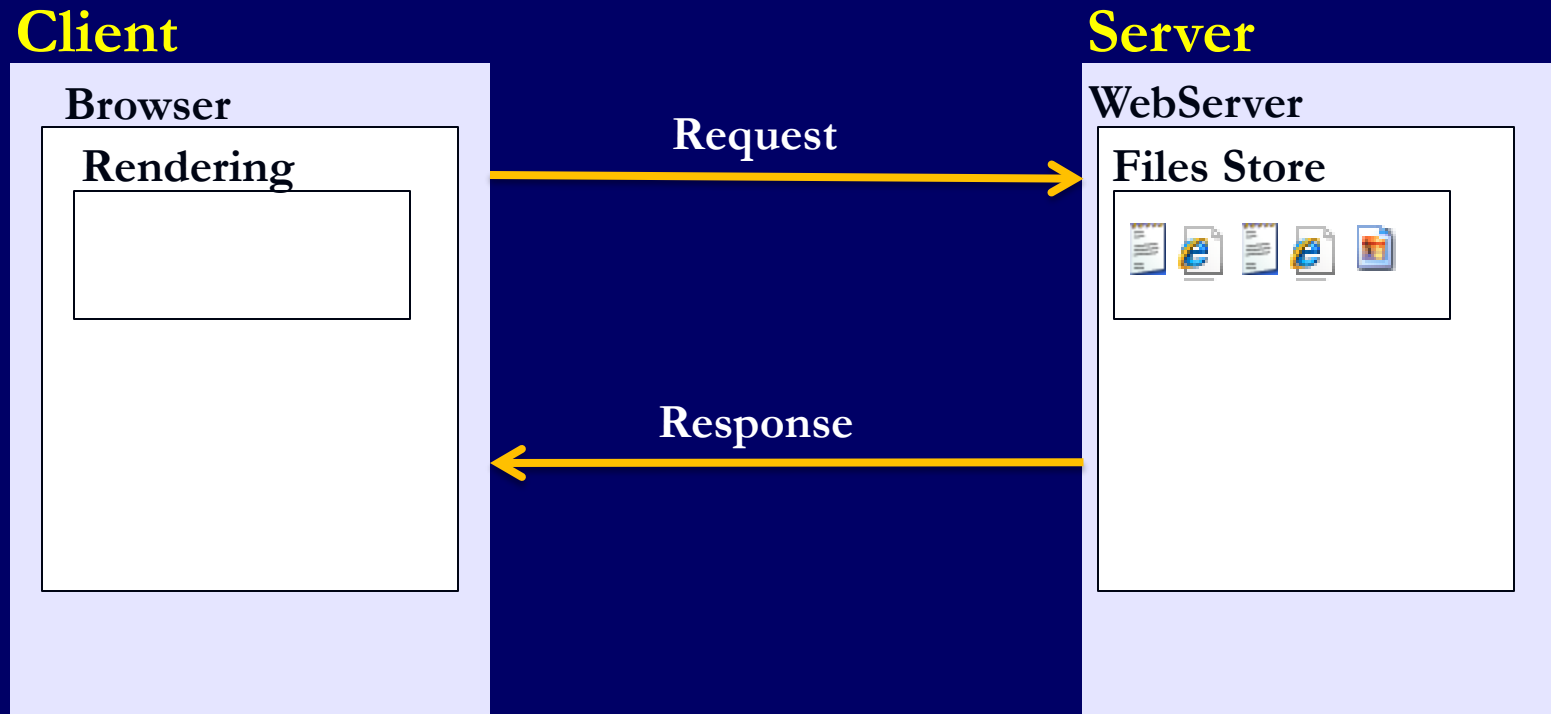 Client
Server
Browser
WebServer
Request
Rendering
Files Store
Response